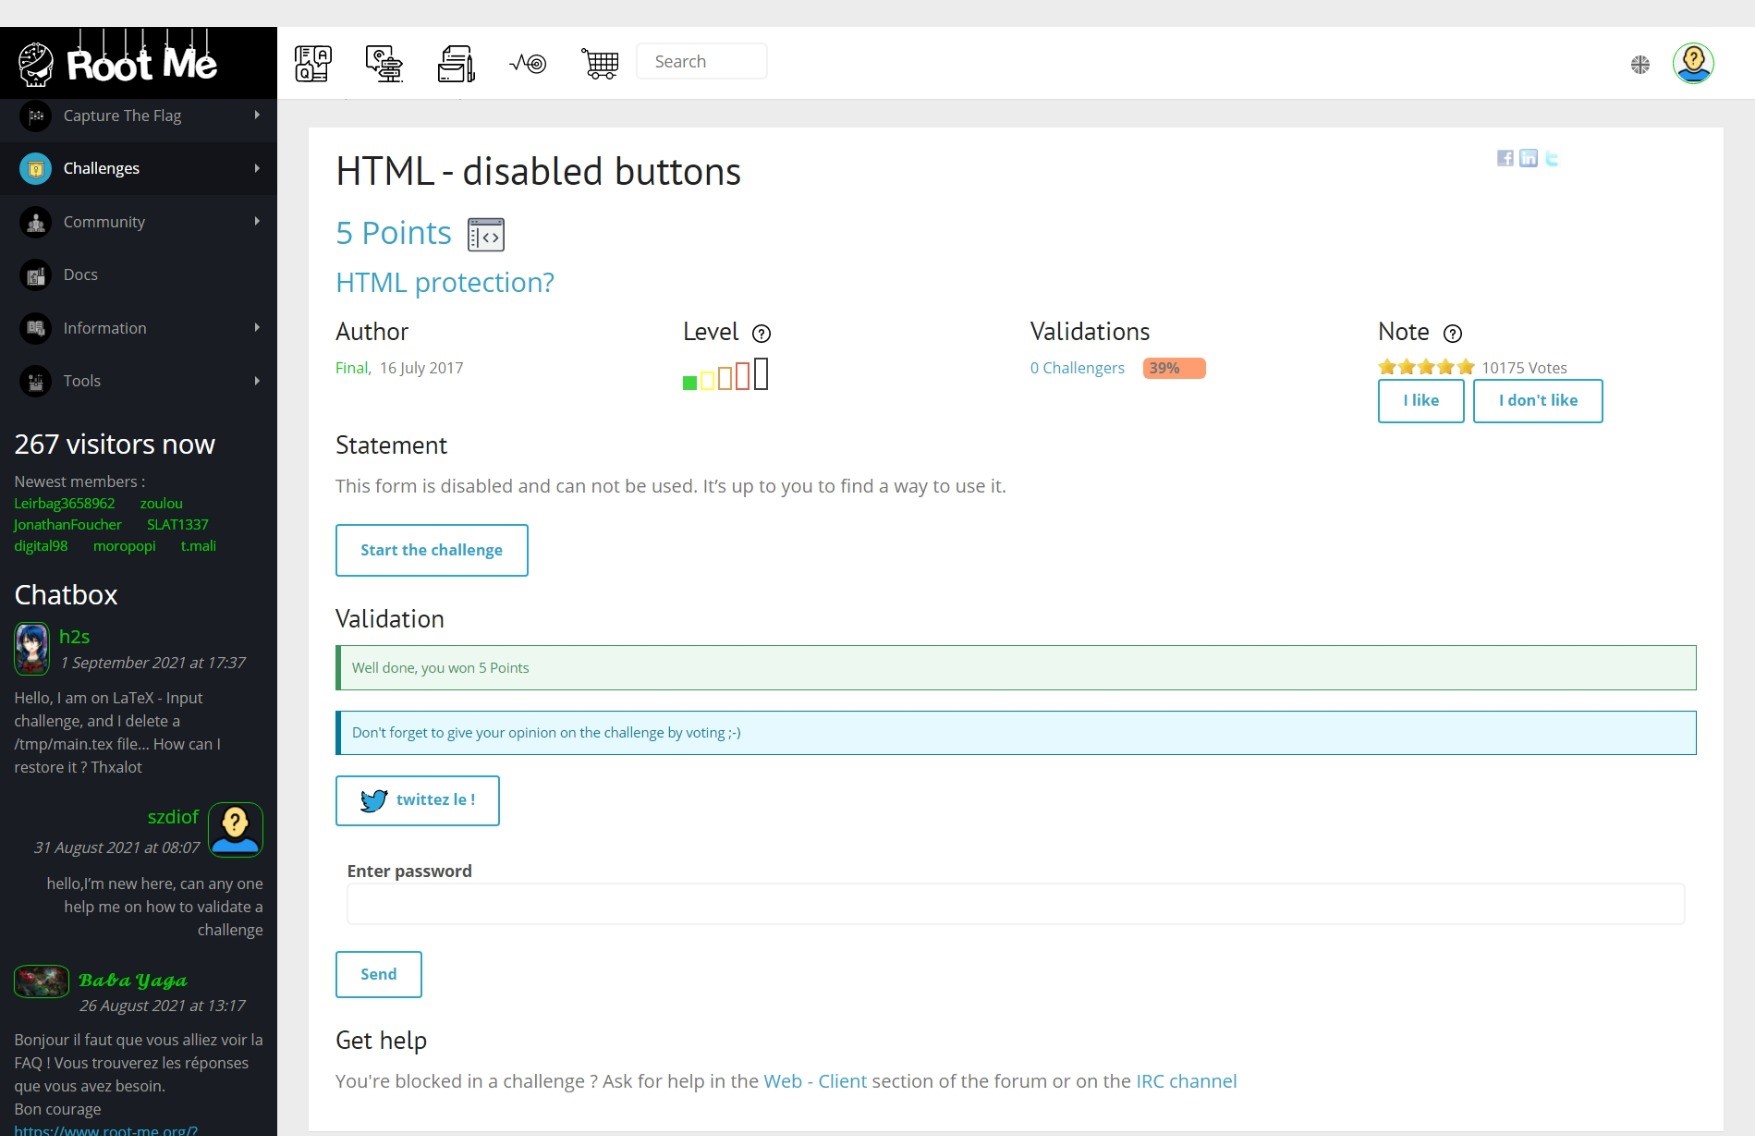 Root Me
Search
Capture The Flag
Challenges
Community
Docs
Information
Tools
267 visitors now
Newest members :
Leirbag3658962 zoulou
JonathanFoucher SLAT1337
digital98 moropopi t.mali
Chatbox
h2s
1 September 2021 at 17:37
Hello, I am on LaTeX - Input
challenge, and I delete a
/tmp/main.tex file... How can I
restore it ? Thxalot
szdiof
31 August 2021 at 08:07
hello,I'm new here, can any one
help me on how to validate a
challenge
Baba Yaga
26 August 2021 at 13:17
Bonjour il faut que vous alliez voir la
FAQ ! Vous trouverez les réponses
que vous avez besoin.
Bon courage
https://www.root-me.org/?
HTML - disabled buttons
5 Points
HTML protection?
Author
Final, 16 July 2017
Level ?
Validations
0 Challengers 39%
Note ?
10175 Votes
I like I don't like
Statement
This form is disabled and can not be used. It’s up to you to find a way to use it.
Start the challenge
Validation
Well done, you won 5 Points
Don't forget to give your opinion on the challenge by voting ;-)
twittez le !
Enter password
Send
Get help
You're blocked in a challenge ? Ask for help in the Web - Client section of the forum or on the IRC channel